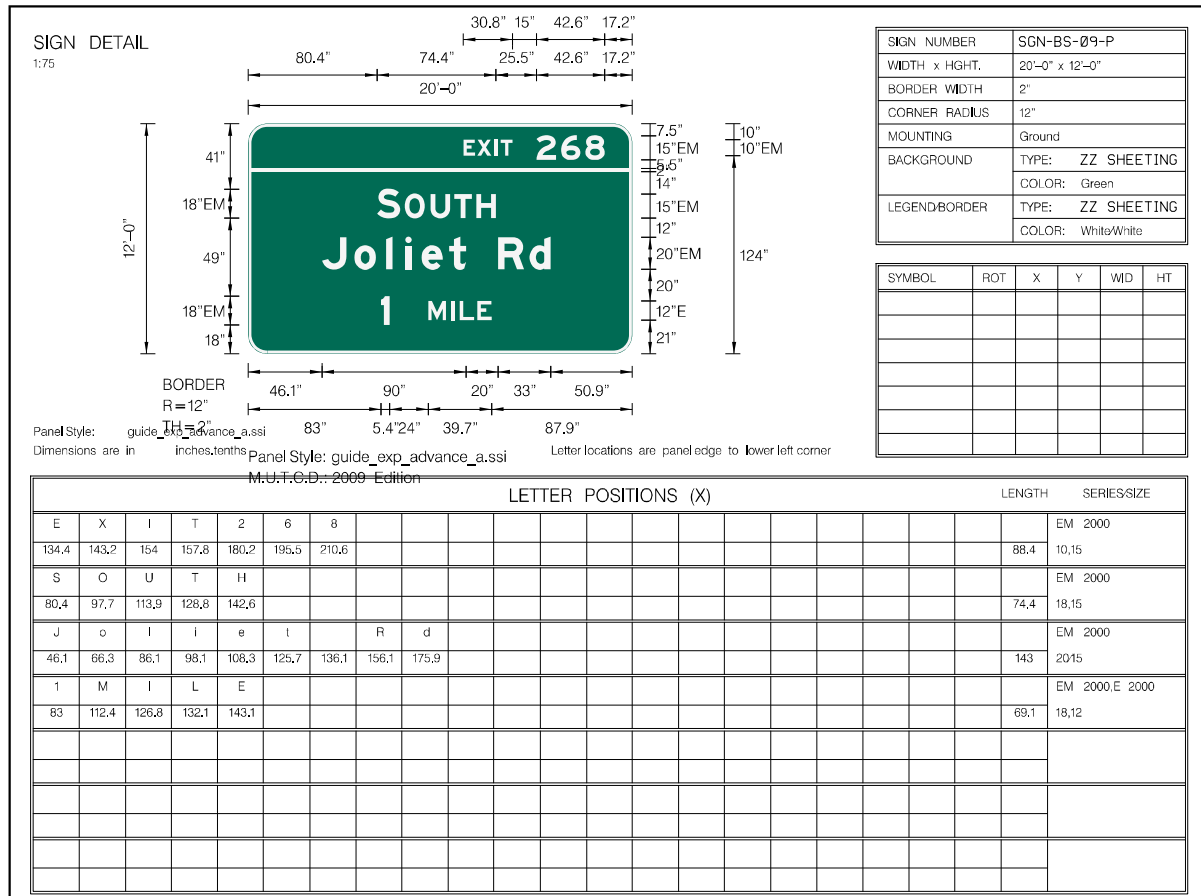 SIGN DETAIL
1:75
30.8" 15" 42.6" 17.2"
80.4" 74.4" 25.5" 42.6" 17.2"
20'-0"
12'-0"
41"
18"EM
49"
18"EM
18"
EXIT 268
SOUTH
Joliet Rd
1 MILE
7.5"
15"EM
5.5"
2"
14"
15"EM
12"
20"EM
20"
12"E
21"
10"
10"EM
124"
46.1" 90" 20" 33" 50.9"
83" 5.4" 24" 39.7" 87.9"
BORDER
R=12"
TH=2"
Panel Style: guide_exp_advance_a.ssi
Dimensions are in inches.tenths
Panel Style: guide_exp_advance_a.ssi
M.U.T.C.D.: 2009 Edition
Letter locations are panel edge to lower left corner
SIGN NUMBER SGN-BS-09-P
WIDTH x HGHT. 20'-0" x 12'-0"
BORDER WIDTH 2"
CORNER RADIUS 12"
MOUNTING Ground
BACKGROUND TYPE: ZZ SHEETING
COLOR: Green
LEGEND/BORDER TYPE: ZZ SHEETING
COLOR: White/White
SYMBOL ROT X Y WID HT
LETTER POSITIONS (X) LENGTH SERIES/SIZE
E X I T 2 6 8 EM 2000
134.4 143.2 154 157.8 180.2 195.5 210.6 88.4 10,15
S O U T H EM 2000
80.4 97.7 113.9 128.8 142.6 74.4 18,15
J o l i e t R d EM 2000
46.1 66.3 86.1 98.1 108.3 125.7 136.1 156.1 175.9 143 20/15
1 M I L E EM 2000,E 2000
83 112.4 126.8 132.1 143.1 69.1 18,12